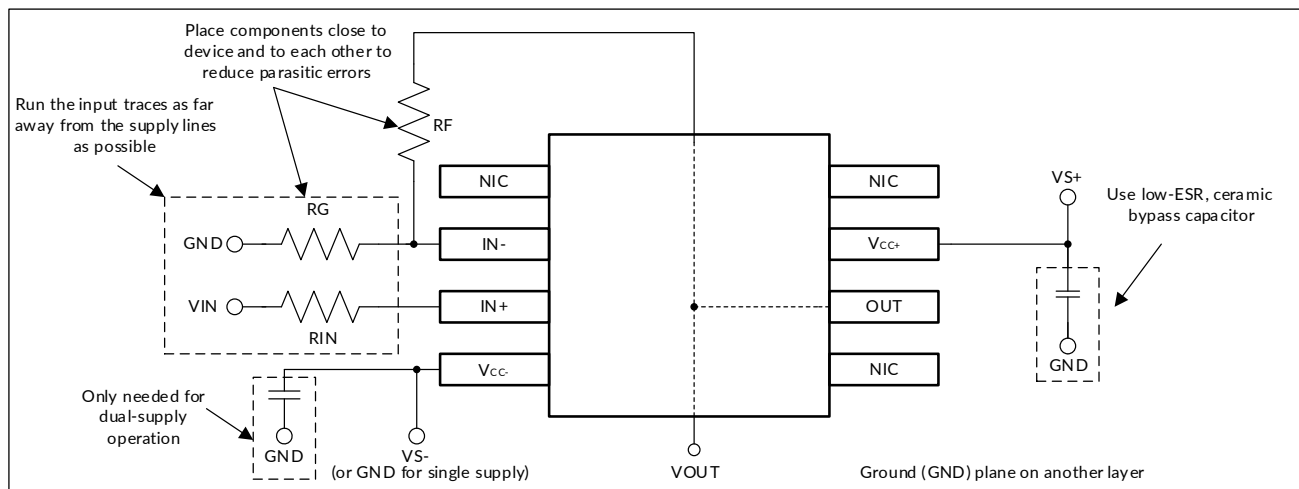 Place components close to
device and to each other to
reduce parasitic errors
Run the input traces as far
away from the supply lines
as possible
RF
NIC
NIC
VS+
Use low-ESR, ceramic
bypass capacitor
RG
GND
IN-
VCC+
VIN
IN+
OUT
RIN
GND
VCC-
NIC
Only needed for
dual-supply
operation
GND
VS-
(or GND for single supply)
VOUT
Ground (GND) plane on another layer